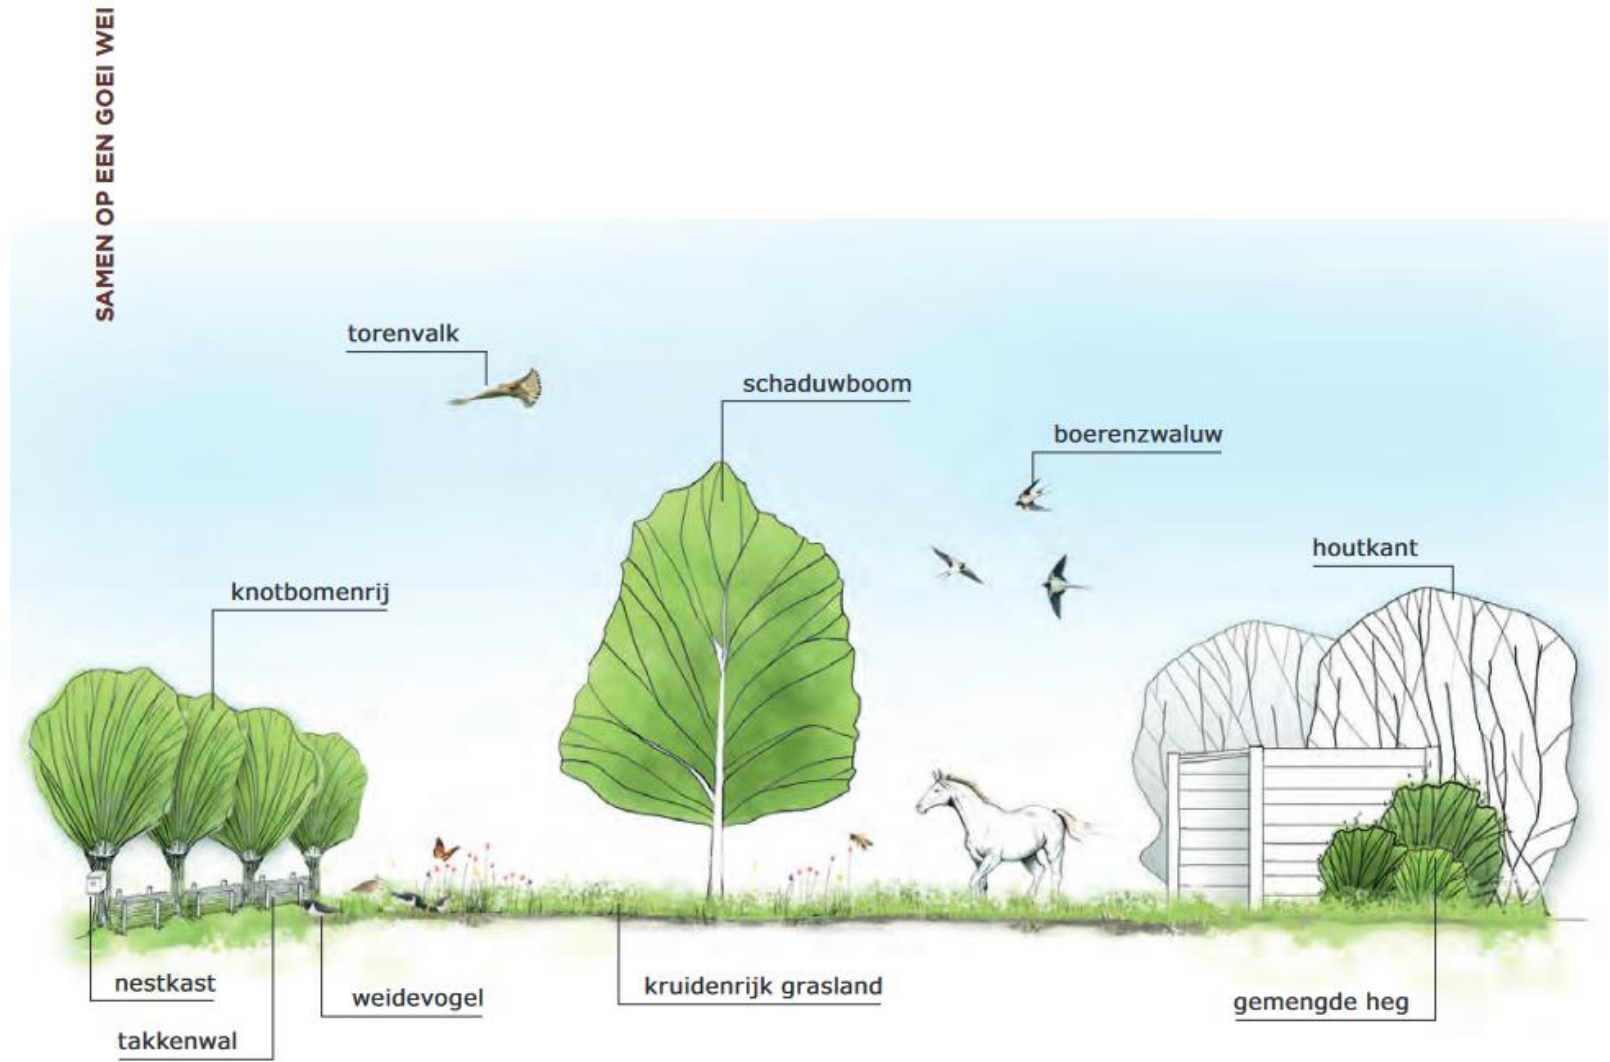 SAMEN OP EEN GOEI WEI
torenvalk
schaduwboom
boerenzwaluw
houtkant
knotbomenrij
nestkast
weidevogel
kruidenrijk grasland
gemengde heg
takkenwal